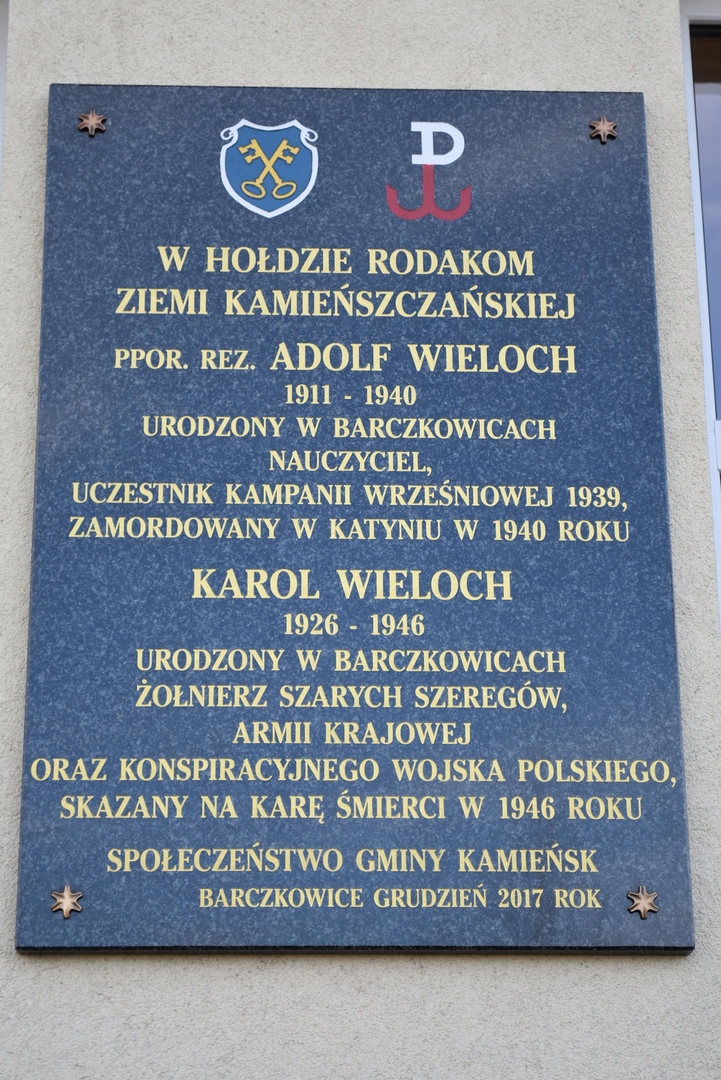 W HOŁDZIE RODAKOM
ZIEMI KAMIEŃSZCZAŃSKIEJ
PPOR. REZ. ADOLF WIELOCH
1911 - 1940
URODZONY W BARCZKOWICACH
NAUCZYCIEL,
UCZESTNIK KAMPANII WRZEŚNIOWEJ 1939,
ZAMORDOWANY W KATYNIU W 1940 ROKU
KAROL WIELOCH
1926 - 1946
URODZONY W BARCZKOWICACH
ŻOŁNIERZ SZARYCH SZEREGÓW,
ARMII KRAJOWEJ
ORAZ KONSPIRACYJNEGO WOJSKA POLSKIEGO,
SKAZANY NA KARĘ ŚMIERCI W 1946 ROKU
SPOŁECZEŃSTWO GMINY KAMIEŃSK
BARCZKOWICE GRUDZIEŃ 2017 ROK